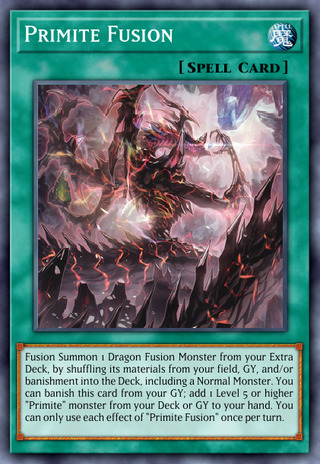 Primite Fusion
魔
[Spell Card]
Fusion Summon 1 Dragon Fusion Monster from your Extra
Deck, by shuffling its materials from your field, GY, and/or
banishment into the Deck, including a Normal Monster. You
can banish this card from your GY; add 1 Level 5 or higher
"Primite" monster from your Deck or GY to your hand. You
can only use each effect of "Primite Fusion" once per turn.